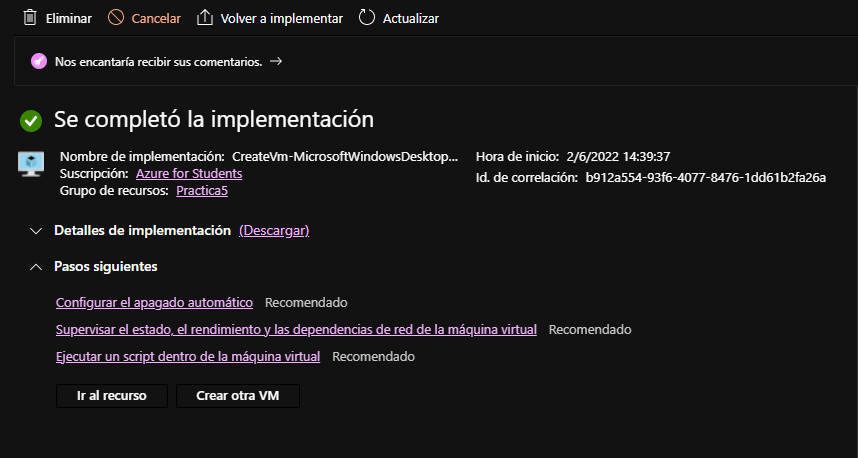 Eliminar Cancelar Volver a implementar Actualizar
Nos encantaría recibir sus comentarios. →
Se completó la implementación
Nombre de implementación: CreateVm-MicrosoftWindowsDesktop... Hora de inicio: 2/6/2022 14:39:37
Suscripción: Azure for Students Id. de correlación: b912a554-93f6-4077-8476-1dd61b2fa26a
Grupo de recursos: Practica5
Detalles de implementación (Descargar)
Pasos siguientes
Configurar el apagado automático Recomendado
Supervisar el estado, el rendimiento y las dependencias de red de la máquina virtual Recomendado
Ejecutar un script dentro de la máquina virtual Recomendado
Ir al recurso Crear otra VM